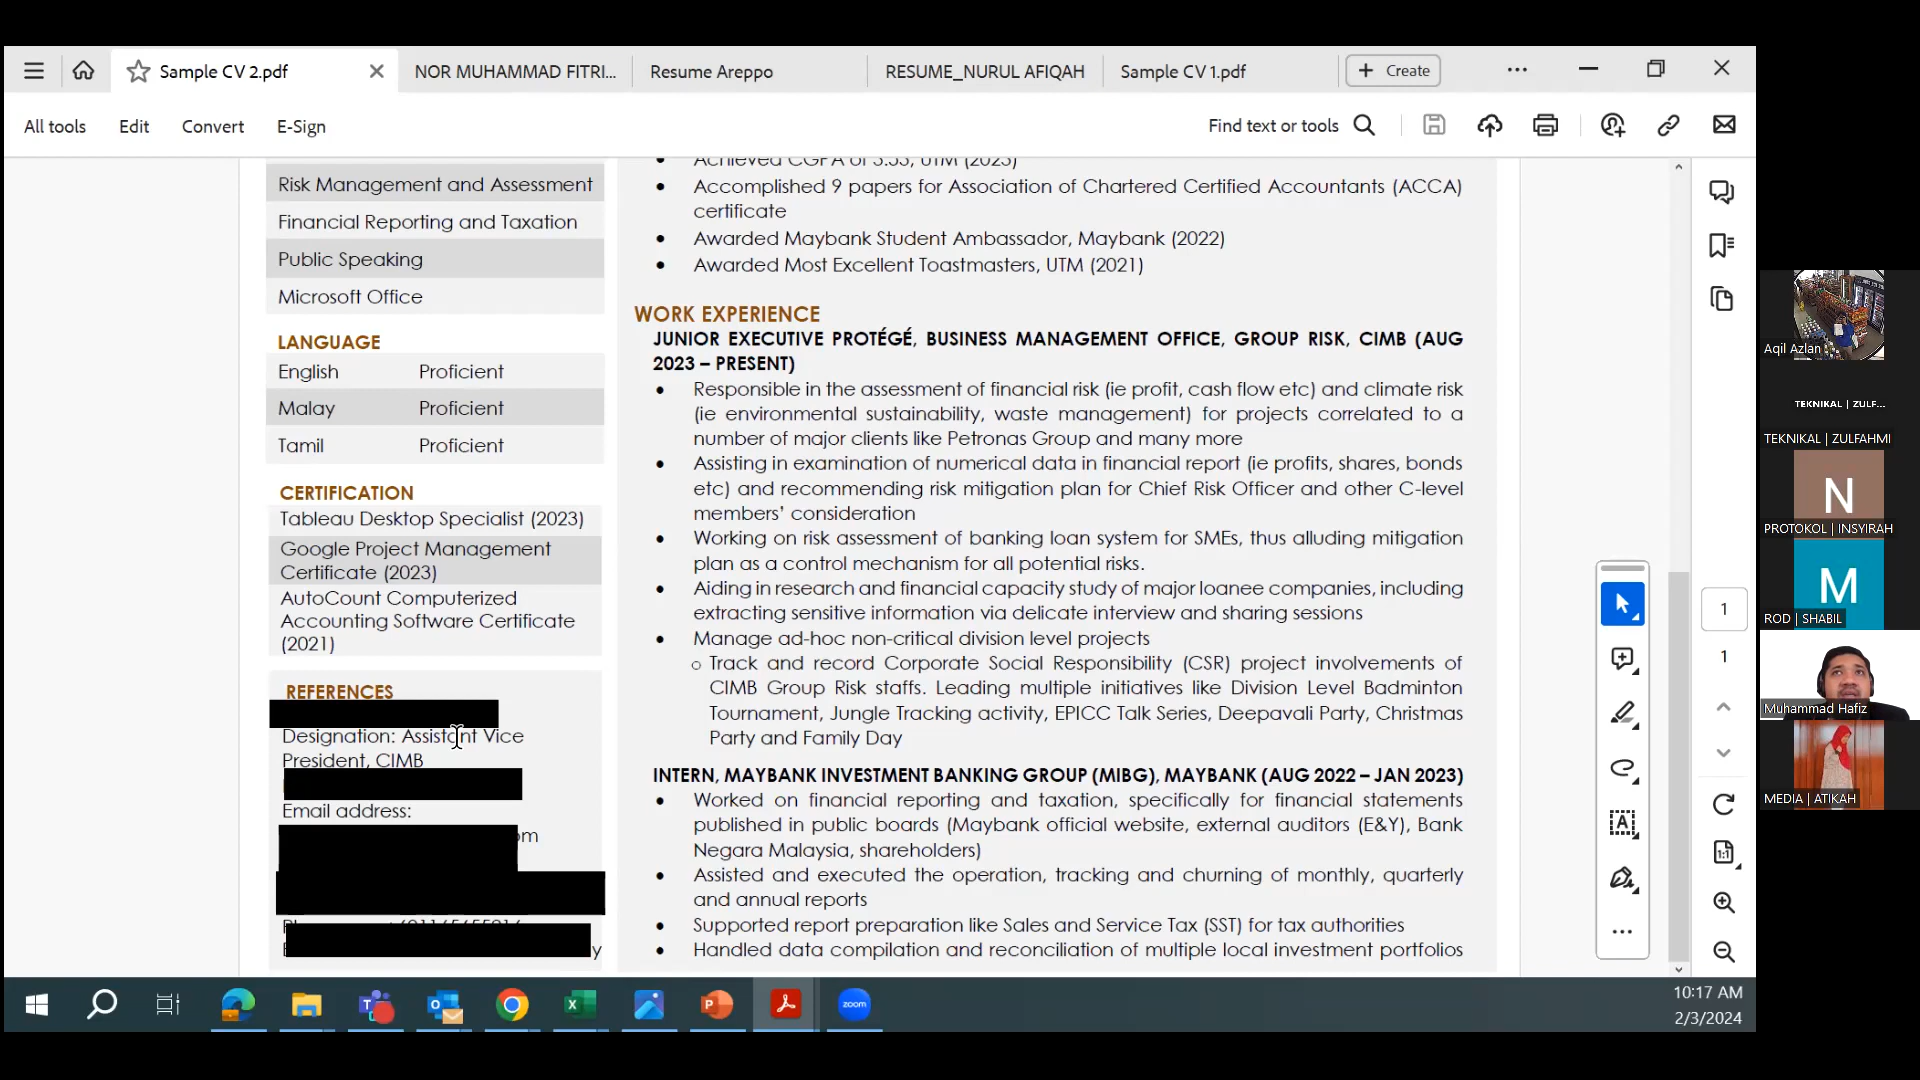 Sample CV 2.pdf
NOR MUHAMMAD FITRI...
Resume Areppo
RESUME_NURUL AFIQAH
Sample CV 1.pdf
Create
All tools
Edit
Convert
E-Sign
Find text or tools
Risk Management and Assessment
Financial Reporting and Taxation
Public Speaking
Microsoft Office
LANGUAGE
English Proficient
Malay Proficient
Tamil Proficient
CERTIFICATION
Tableau Desktop Specialist (2023)
Google Project Management
Certificate (2023)
AutoCount Computerized
Accounting Software Certificate
(2021)
REFERENCES
Designation: Assistant Vice
President, CIMB
Email address:
om
y
Achieved CGPA of 3.53, UTM (2023)
Accomplished 9 papers for Association of Chartered Certified Accountants (ACCA)
certificate
Awarded Maybank Student Ambassador, Maybank (2022)
Awarded Most Excellent Toastmasters, UTM (2021)
WORK EXPERIENCE
JUNIOR EXECUTIVE PROTÉGÉ, BUSINESS MANAGEMENT OFFICE, GROUP RISK, CIMB (AUG
2023 – PRESENT)
Responsible in the assessment of financial risk (ie profit, cash flow etc) and climate risk
(ie environmental sustainability, waste management) for projects correlated to a
number of major clients like Petronas Group and many more
Assisting in examination of numerical data in financial report (ie profits, shares, bonds
etc) and recommending risk mitigation plan for Chief Risk Officer and other C-level
members’ consideration
Working on risk assessment of banking loan system for SMEs, thus alluding mitigation
plan as a control mechanism for all potential risks.
Aiding in research and financial capacity study of major loanee companies, including
extracting sensitive information via delicate interview and sharing sessions
Manage ad-hoc non-critical division level projects
Track and record Corporate Social Responsibility (CSR) project involvements of
CIMB Group Risk staffs. Leading multiple initiatives like Division Level Badminton
Tournament, Jungle Tracking activity, EPICC Talk Series, Deepavali Party, Christmas
Party and Family Day
INTERN, MAYBANK INVESTMENT BANKING GROUP (MIBG), MAYBANK (AUG 2022 – JAN 2023)
Worked on financial reporting and taxation, specifically for financial statements
published in public boards (Maybank official website, external auditors (E&Y), Bank
Negara Malaysia, shareholders)
Assisted and executed the operation, tracking and churning of monthly, quarterly
and annual reports
Supported report preparation like Sales and Service Tax (SST) for tax authorities
Handled data compilation and reconciliation of multiple local investment portfolios
1
1
1:1
Aqil Azlan
TEKNIKAL | ZULF...
TEKNIKAL | ZULFAHMI
N
PROTOKOL | INSYIRAH
M
ROD | SHABIL
Muhammad Hafiz
MEDIA | ATIKAH
zoom
10:17 AM
2/3/2024